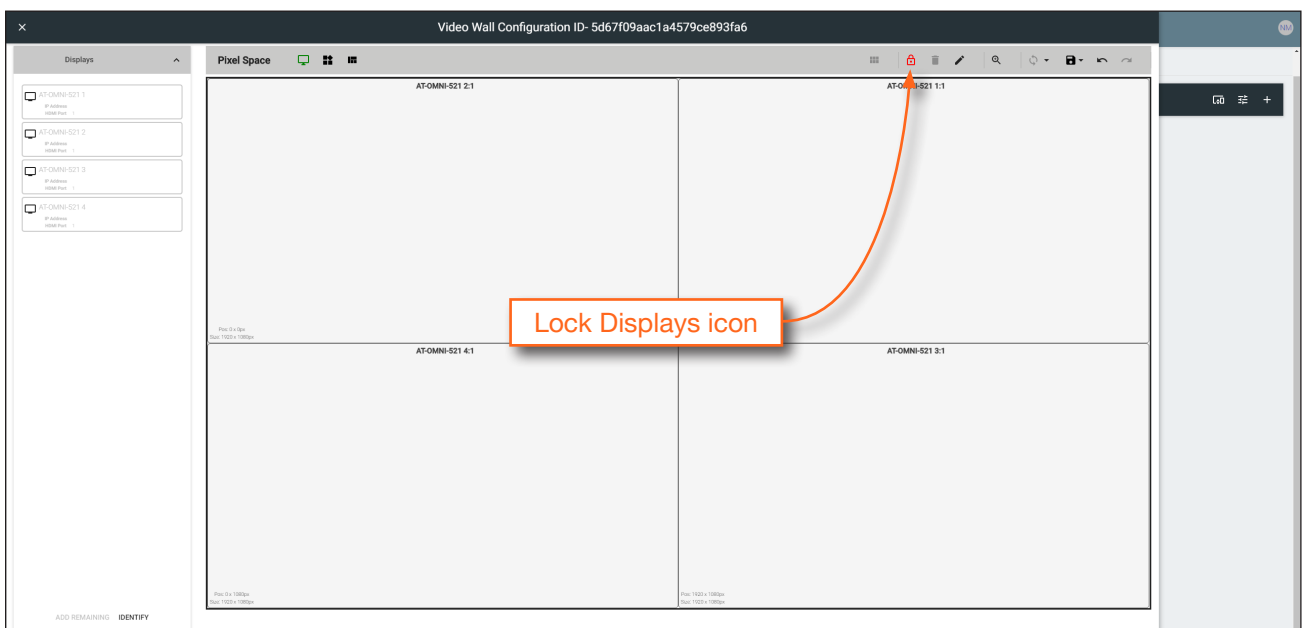 Video Wall Configuration ID- 5d67f09aac1a4579ce893fa6
NM
Displays
Pixel Space
AT-OMNI-521 1
IP Address
HDMI Port 1
AT-OMNI-521 2
IP Address
HDMI Port 1
AT-OMNI-521 3
IP Address
HDMI Port 1
AT-OMNI-521 4
IP Address
HDMI Port 1
ADD REMAINING IDENTIFY
AT-OMNI-521 2:1
Pos: 0 x 0px
Size: 1920 x 1080px
AT-OMNI-521 1:1
Lock Displays icon
AT-OMNI-521 4:1
Pos: 0 x 1080px
Size: 1920 x 1080px
AT-OMNI-521 3:1
Pos: 1920 x 1080px
Size: 1920 x 1080px